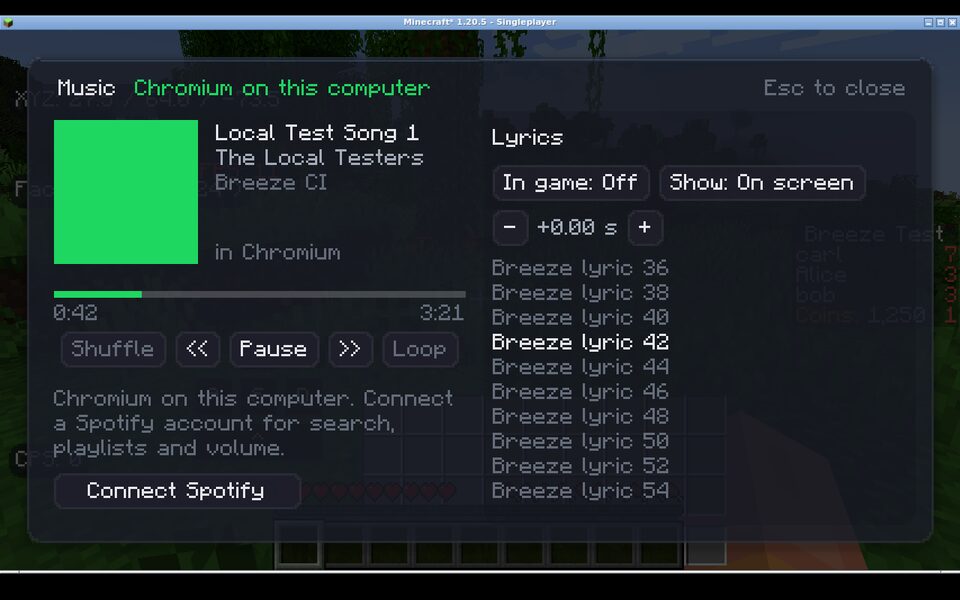 Minecraft* 1.20.5 - Singleplayer
Music Chromium on this computer
Esc to close
Local Test Song 1
The Local Testers
Breeze CI
in Chromium
0:42 3:21
Shuffle << Pause >> Loop
Chromium on this computer. Connect
a Spotify account for search,
playlists and volume.
Connect Spotify
Lyrics
In game: Off Show: On screen
- +0.00 s +
Breeze lyric 36
Breeze lyric 38
Breeze lyric 40
Breeze lyric 42
Breeze lyric 44
Breeze lyric 46
Breeze lyric 48
Breeze lyric 50
Breeze lyric 52
Breeze lyric 54
Breeze Test
carl 7
Alice 3
bob 3
Coins: 1,250 1